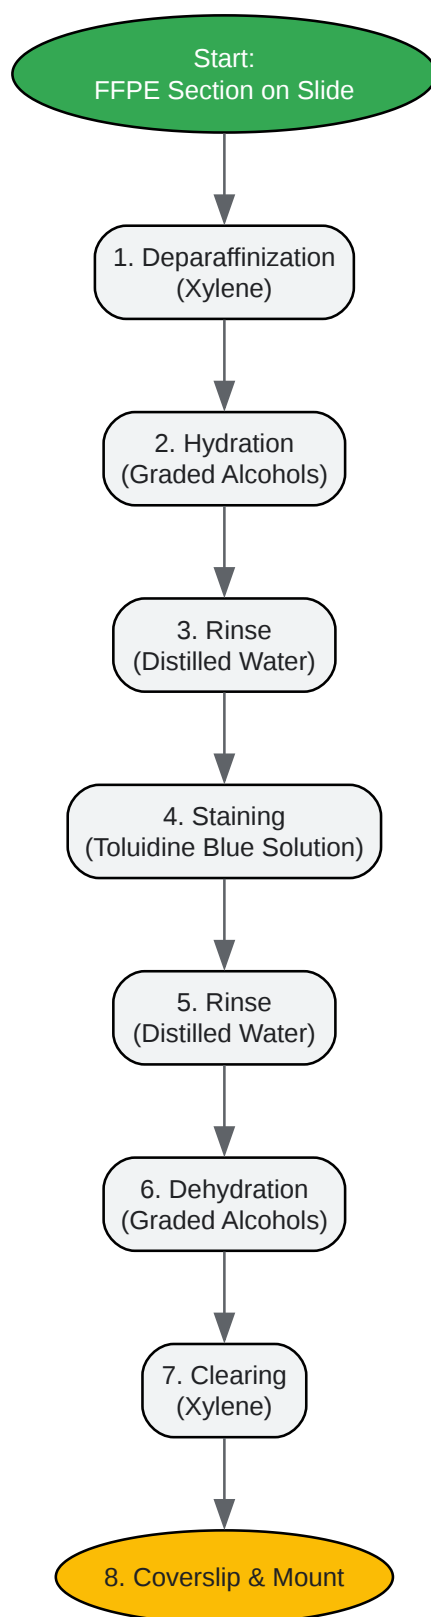 Start:
FFPE Section on Slide
1. Deparaffinization
(Xylene)
2. Hydration
(Graded Alcohols)
3. Rinse
(Distilled Water)
4. Staining
(Toluidine Blue Solution)
5. Rinse
(Distilled Water)
6. Dehydration
(Graded Alcohols)
7. Clearing
(Xylene)
8. Coverslip & Mount